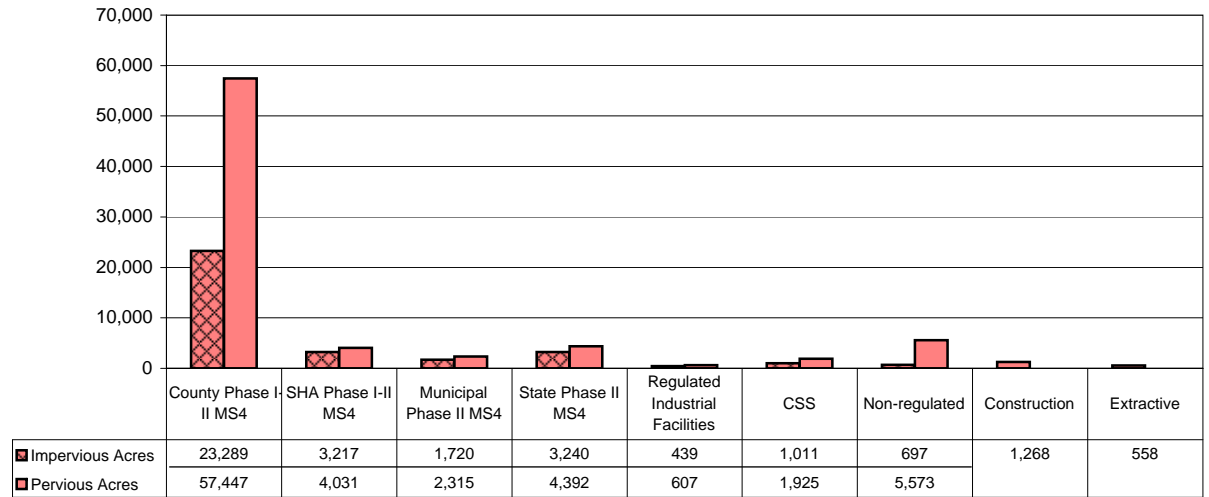 70,000
60,000
50,000
40,000
30,000
20,000
10,000
0
County Phase I-
II MS4
SHA Phase I-II
MS4
Municipal
Phase II MS4
State Phase II
MS4
Regulated
Industrial
Facilities
CSS
Non-regulated
Construction
Extractive
Impervious Acres 23,289 3,217 1,720 3,240 439 1,011 697 1,268 558
Pervious Acres 57,447 4,031 2,315 4,392 607 1,925 5,573